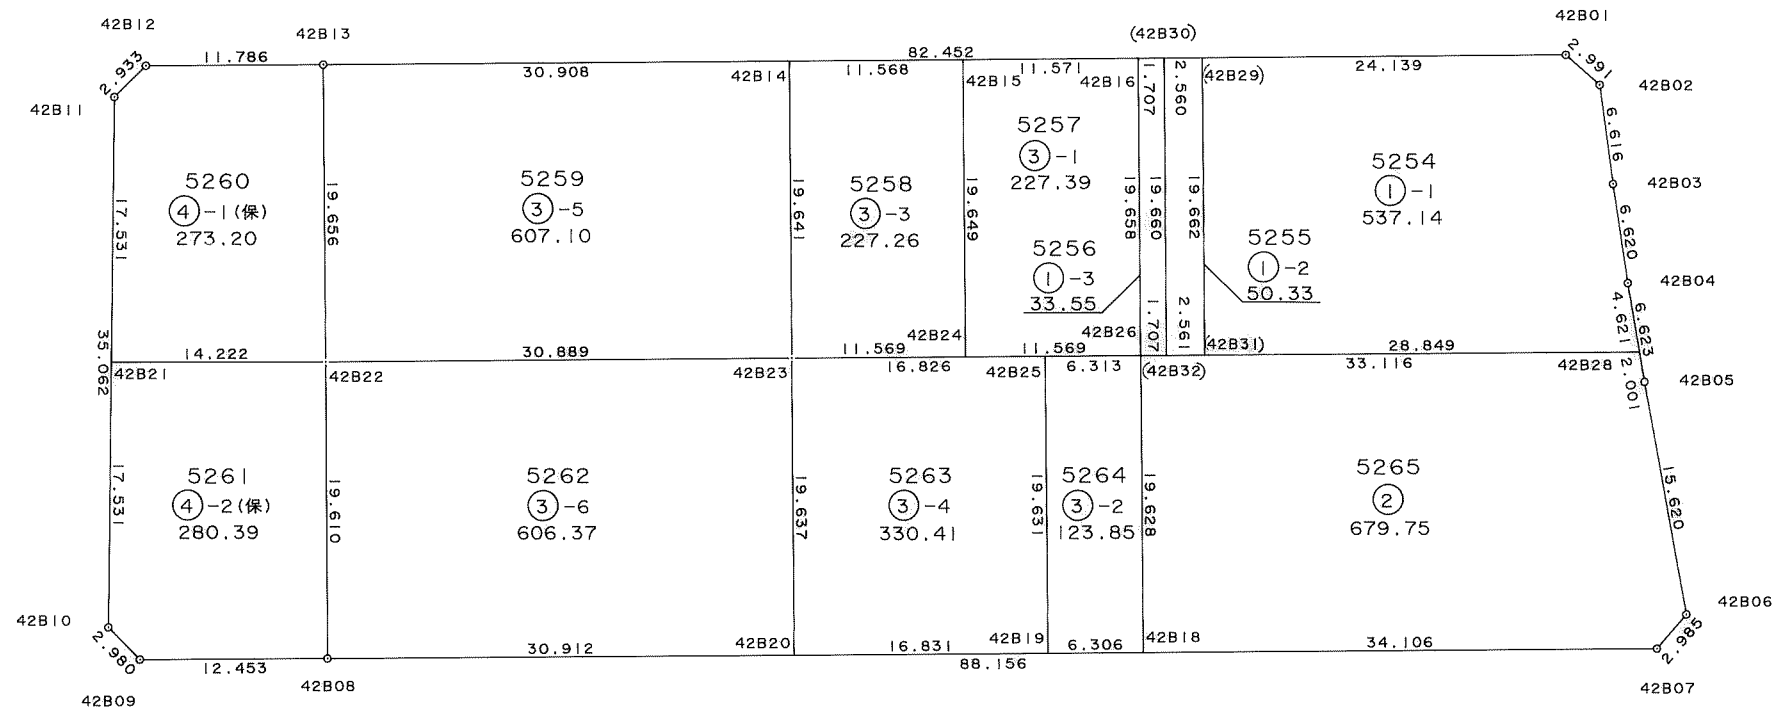 42B12
42B13
(42B30)
42B01
2.933
11.786
82.452
2.991
30.908
42B14
11.568
42B15
11.571
42B16
1.707
2.560
(42B29)
24.139
42B02
42B11
6.616
5260
④-1(保)
273.20
17.531
19.656
5259
③-5
607.10
19.641
5258
③-3
227.26
19.649
5257
③-1
227.39
19.658
19.660
19.662
5254
①-1
537.14
42B03
6.620
5256
①-3
33.55
5255
①-2
50.33
42B04
35.062
14.222
30.889
11.569
42B24
11.569
42B26
1.707
2.561
(42B31)
28.849
4.621
6.623
42B21
42B22
42B23
16.826
42B25
6.313
(42B32)
33.116
42B28
2.001
42B05
17.531
5261
④-2(保)
280.39
19.610
5262
③-6
606.37
19.637
5263
③-4
330.41
19.631
5264
③-2
123.85
19.628
5265
②
679.75
15.620
42B10
2.980
12.453
30.912
42B20
16.831
42B19
6.306
42B18
34.106
2.985
42B06
88.156
42B09
42B08
42B07